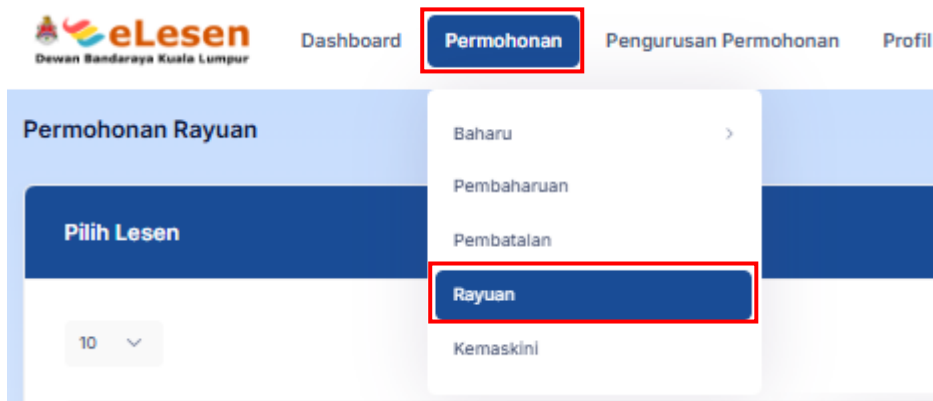 eLesen
Dewan Bandaraya Kuala Lumpur
Dashboard
Permohonan
Pengurusan Permohonan
Profil
Permohonan Rayuan
Baharu
Pembaharuan
Pembatalan
Rayuan
Kemaskini
Pilih Lesen
10